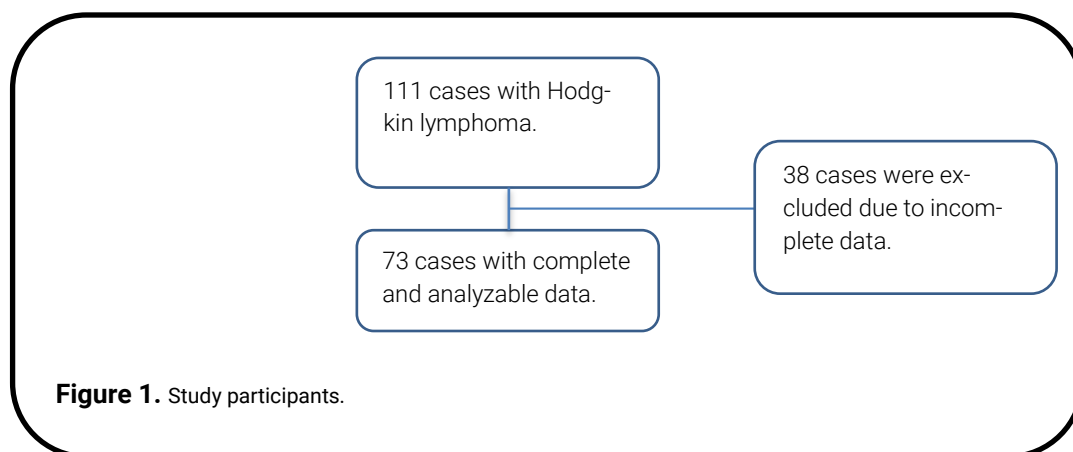 111 cases with Hodg-
kin lymphoma.
38 cases were ex-
cluded due to incom-
plete data.
73 cases with complete
and analyzable data.
Figure 1. Study participants.